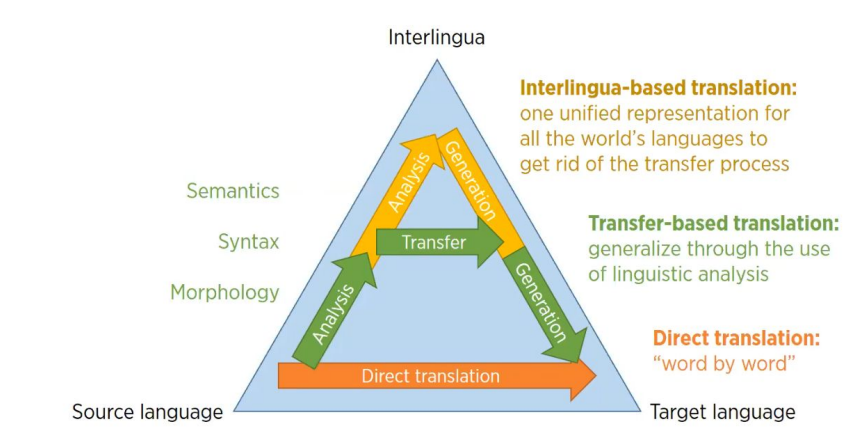 Interlingua
Interlingua-based translation:
one unified representation for
all the world's languages to
get rid of the transfer process
Analysis
Generation
Semantics
Syntax
Morphology
Transfer
Transfer-based translation:
generalize through the use
of linguistic analysis
Analysis
Generation
Direct translation:
“word by word”
Direct translation
Source language
Target language